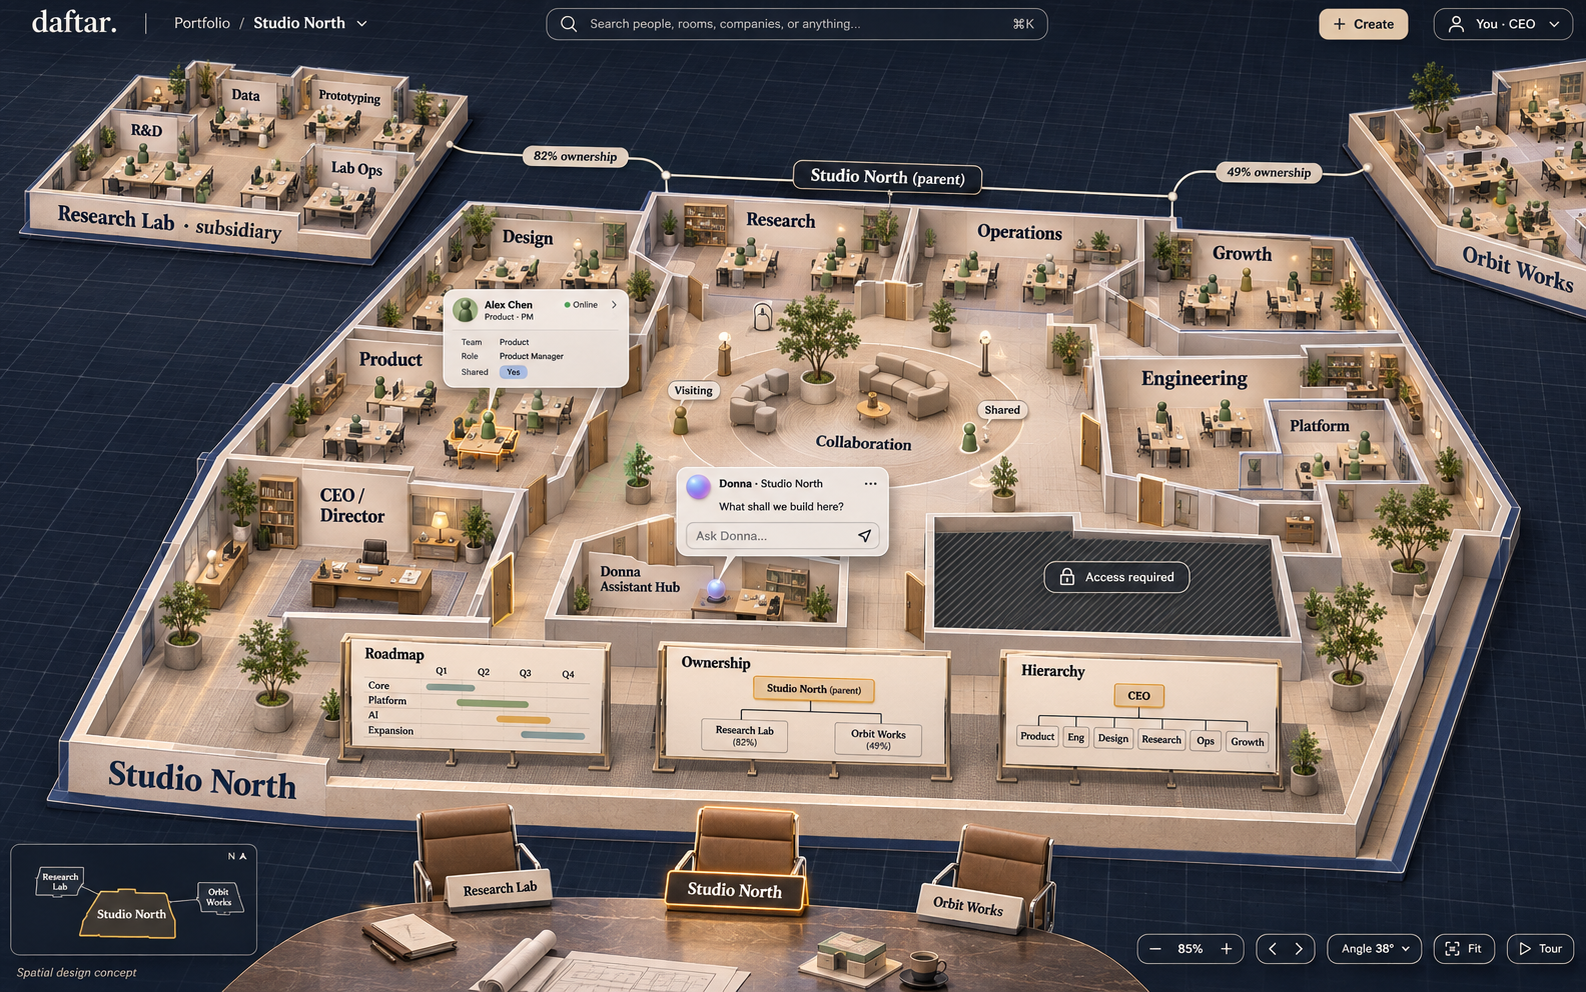 daftar.
Portfolio / Studio North
Search people, rooms, companies, or anything...
⌘K
+ Create
You · CEO
Data
Prototyping
R&D
Lab Ops
Research Lab · subsidiary
82% ownership
Studio North (parent)
49% ownership
Orbit Works
Design
Research
Operations
Growth
Alex Chen
Online
Product · PM
Team Product
Role Product Manager
Shared Yes
Product
Visiting
Shared
Collaboration
Engineering
Platform
CEO /
Director
Donna · Studio North
...
What shall we build here?
Ask Donna...
Donna
Assistant Hub
Access required
Roadmap
Q1 Q2 Q3 Q4
Core
Platform
AI
Expansion
Ownership
Studio North (parent)
Research Lab
(82%)
Orbit Works
(49%)
Hierarchy
CEO
Product Eng Design Research Ops Growth
Studio North
Research Lab
Studio North
Orbit Works
N
Research
Lab
Studio North
Orbit
Works
Spatial design concept
85%
Angle 38°
Fit
Tour